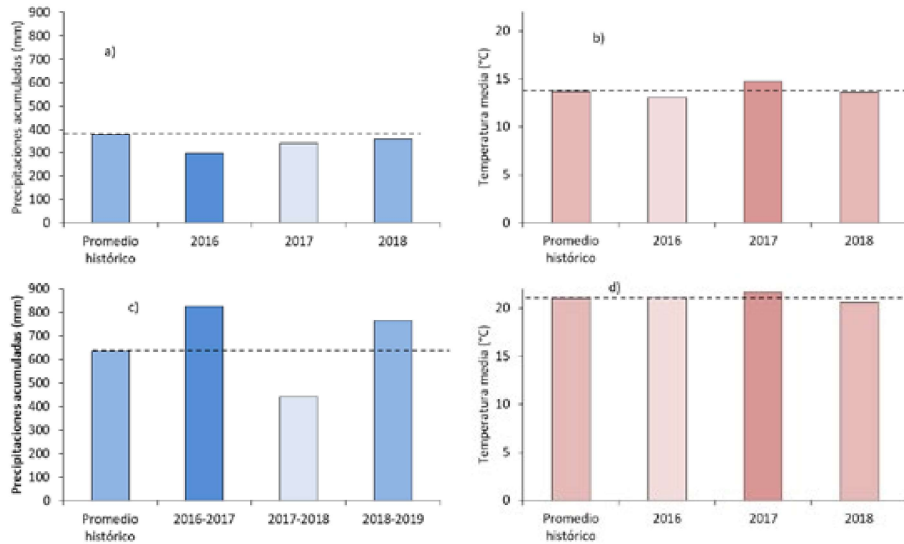 a)
Precipitaciones acumuladas (mm)
900
800
700
600
500
400
300
200
100
0
Promedio
histórico
2016
2017
2018
b)
Temperatura media (°C)
20
15
10
5
0
Promedio
histórico
2016
2017
2018
c)
Precipitaciones acumuladas (mm)
900
800
700
600
500
400
300
200
100
0
Promedio
histórico
2016-2017
2017-2018
2018-2019
d)
Temperatura media (°C)
20
15
10
5
0
Promedio
histórico
2016
2017
2018